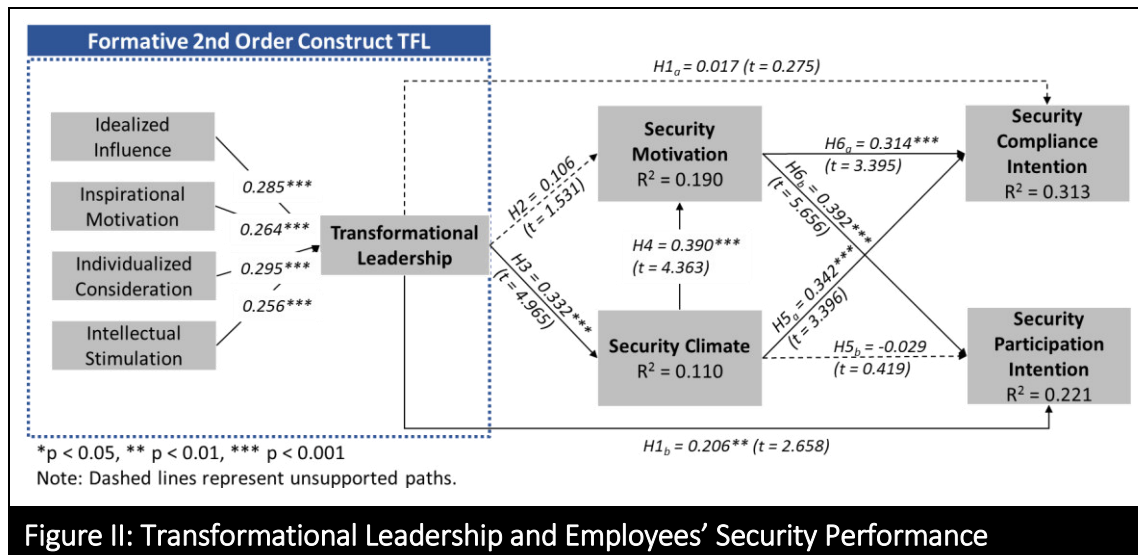 Formative 2nd Order Construct TFL
Idealized
Influence
Inspirational
Motivation
Individualized
Consideration
Intellectual
Stimulation
0.285***
0.264***
0.295***
0.256***
Transformational
Leadership
H1a = 0.017 (t = 0.275)
H2 = 0.106
(t = 1.531)
H3 = 0.332***
(t = 4.965)
Security
Motivation
R² = 0.190
H4 = 0.390***
(t = 4.363)
Security Climate
R² = 0.110
H6a = 0.314***
(t = 3.395)
H6b = 0.392***
(t = 5.656)
H5a = 0.342***
(t = 3.396)
H5b = -0.029
(t = 0.419)
Security
Compliance
Intention
R² = 0.313
Security
Participation
Intention
R² = 0.221
H1b = 0.206** (t = 2.658)
*p < 0.05, ** p < 0.01, *** p < 0.001
Note: Dashed lines represent unsupported paths.
Figure II: Transformational Leadership and Employees’ Security Performance